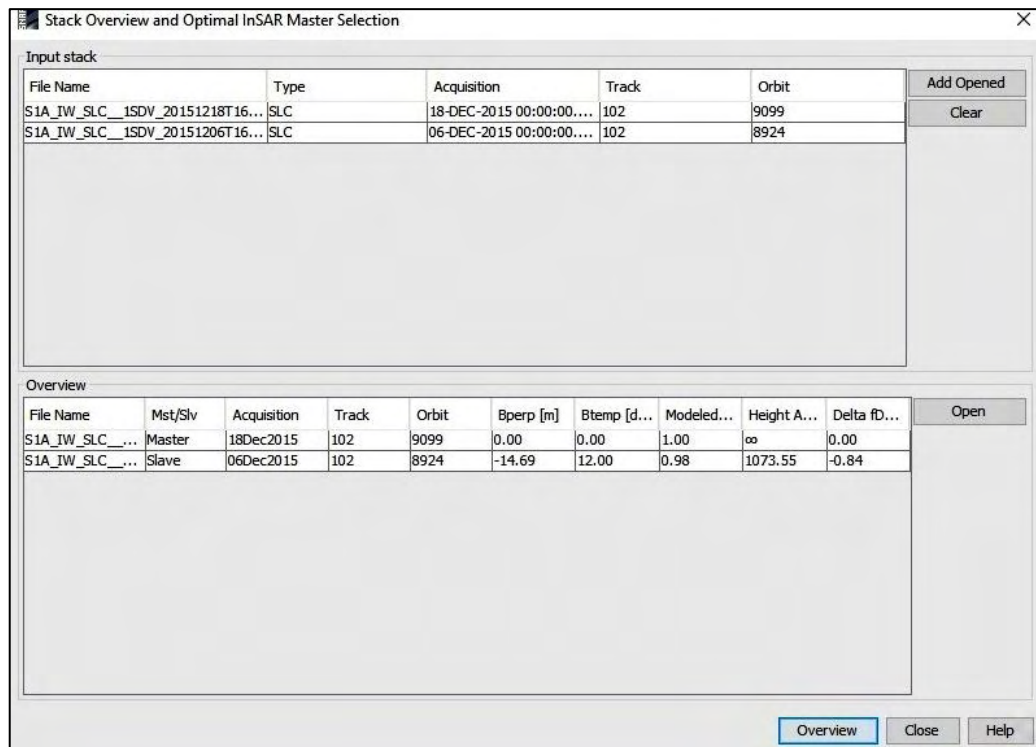 Stack Overview and Optimal InSAR Master Selection
Input stack
File Name Type Acquisition Track Orbit Add Opened
S1A_IW_SLC__1SDV_20151218T16... SLC 18-DEC-2015 00:00:00.... 102 9099 Clear
S1A_IW_SLC__1SDV_20151206T16... SLC 06-DEC-2015 00:00:00.... 102 8924
Overview
File Name Mst/Slv Acquisition Track Orbit Bperp [m] Btemp [d... Modeled... Height A... Delta fD... Open
S1A_IW_SLC__... Master 18Dec2015 102 9099 0.00 0.00 1.00 ∞ 0.00
S1A_IW_SLC__... Slave 06Dec2015 102 8924 -14.69 12.00 0.98 1073.55 -0.84
Overview Close Help